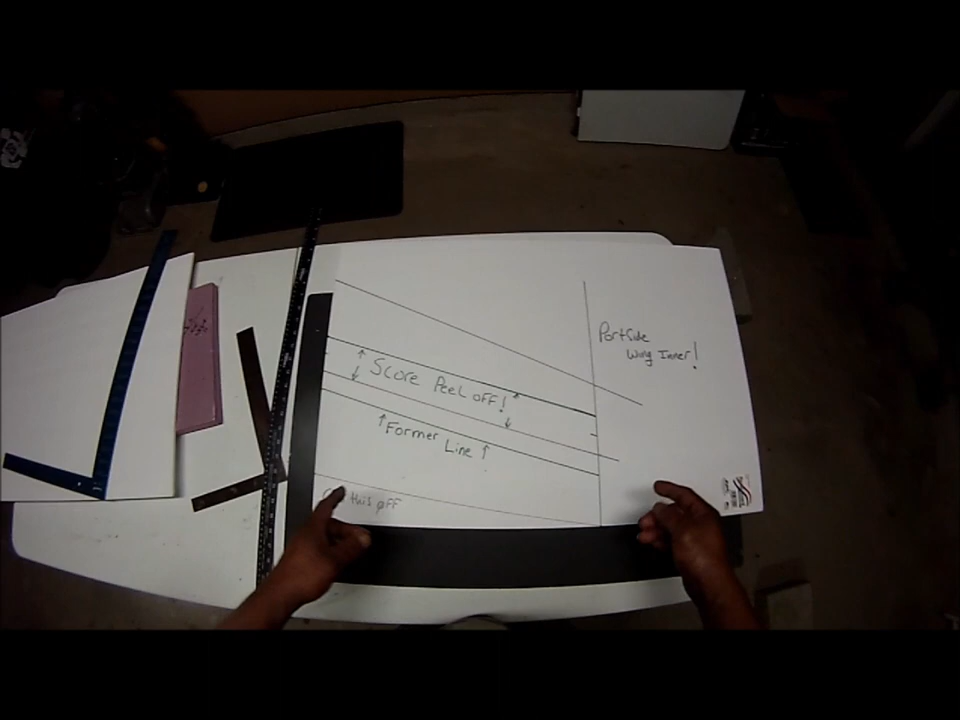 Portside
Wing Inner!
Score Peel off!
Former Line
this off